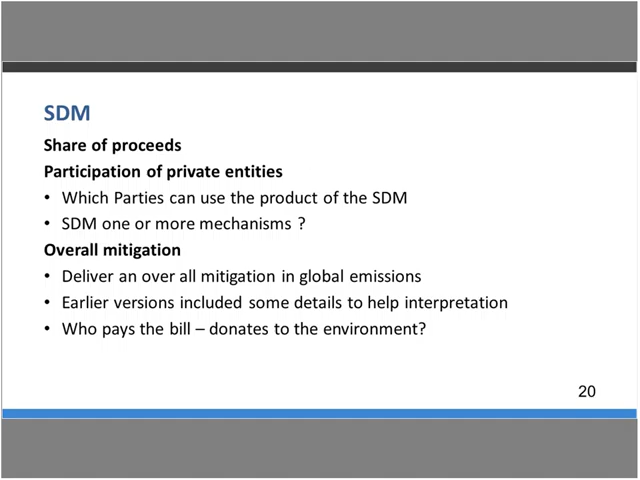 SDM
Share of proceeds
Participation of private entities
• Which Parties can use the product of the SDM
• SDM one or more mechanisms ?
Overall mitigation
• Deliver an over all mitigation in global emissions
• Earlier versions included some details to help interpretation
• Who pays the bill – donates to the environment?
20